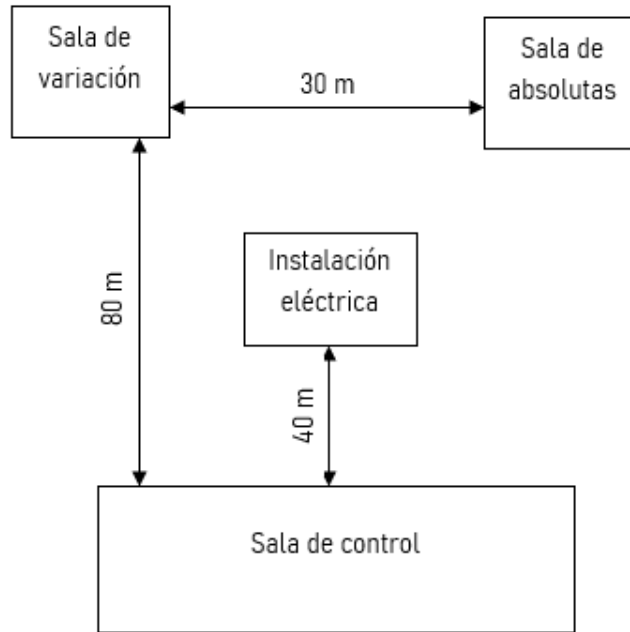 Sala de
variación
30 m
Sala de
absolutas
80 m
Instalación
eléctrica
40 m
Sala de control